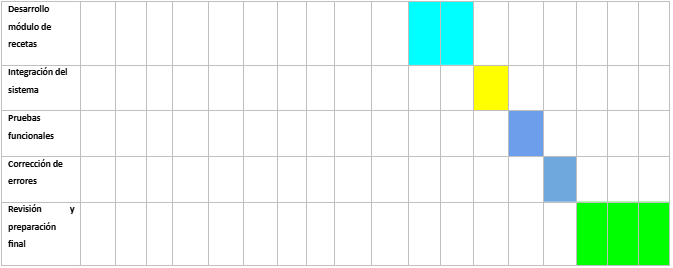 Desarrollo
módulo de
recetas
Integración del
sistema
Pruebas
funcionales
Corrección de
errores
Revisión y
preparación
final